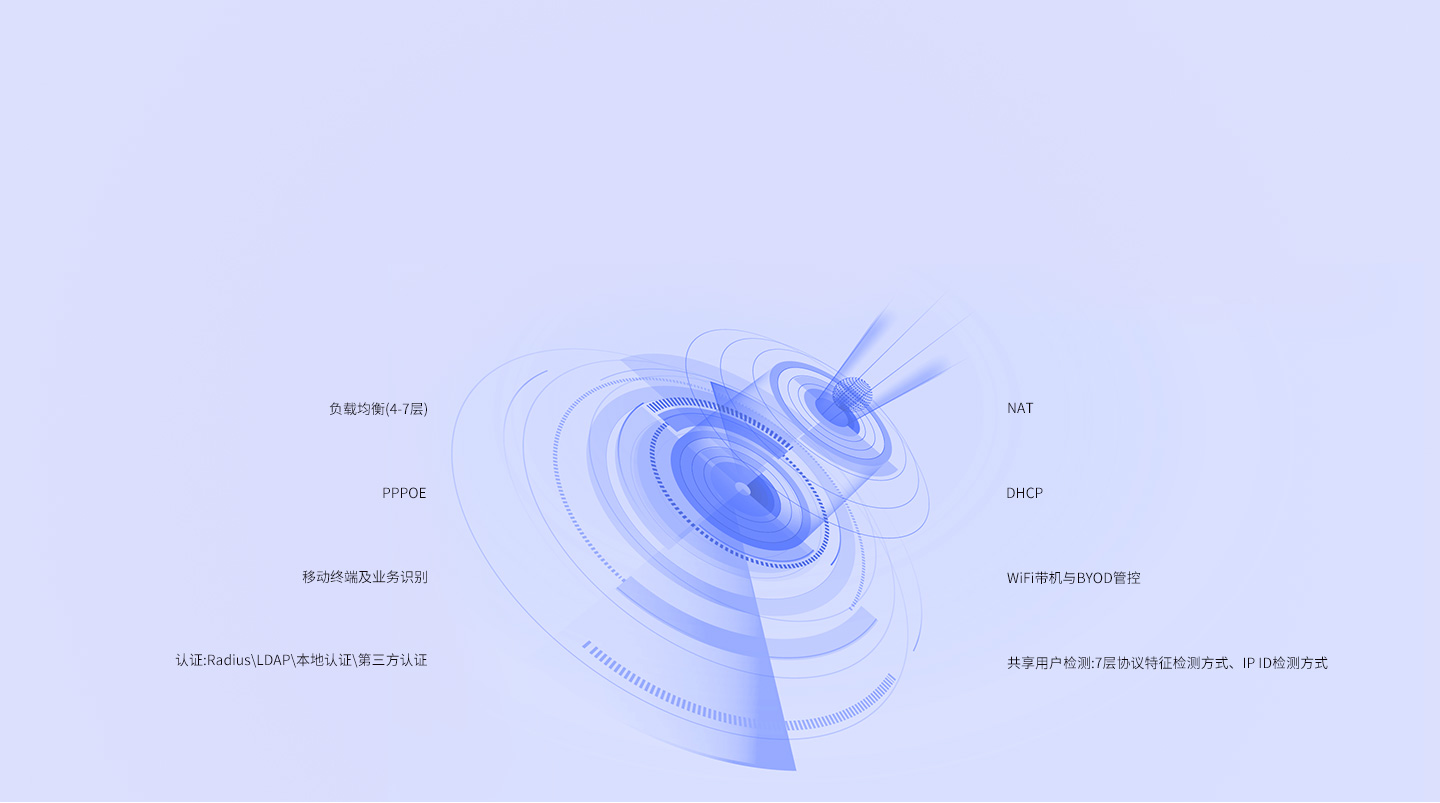 负载均衡(4-7层)
PPPOE
移动终端及业务识别
认证:Radius\LDAP\本地认证\第三方认证
NAT
DHCP
WiFi带机与BYOD管控
共享用户检测:7层协议特征检测方式、IP ID检测方式